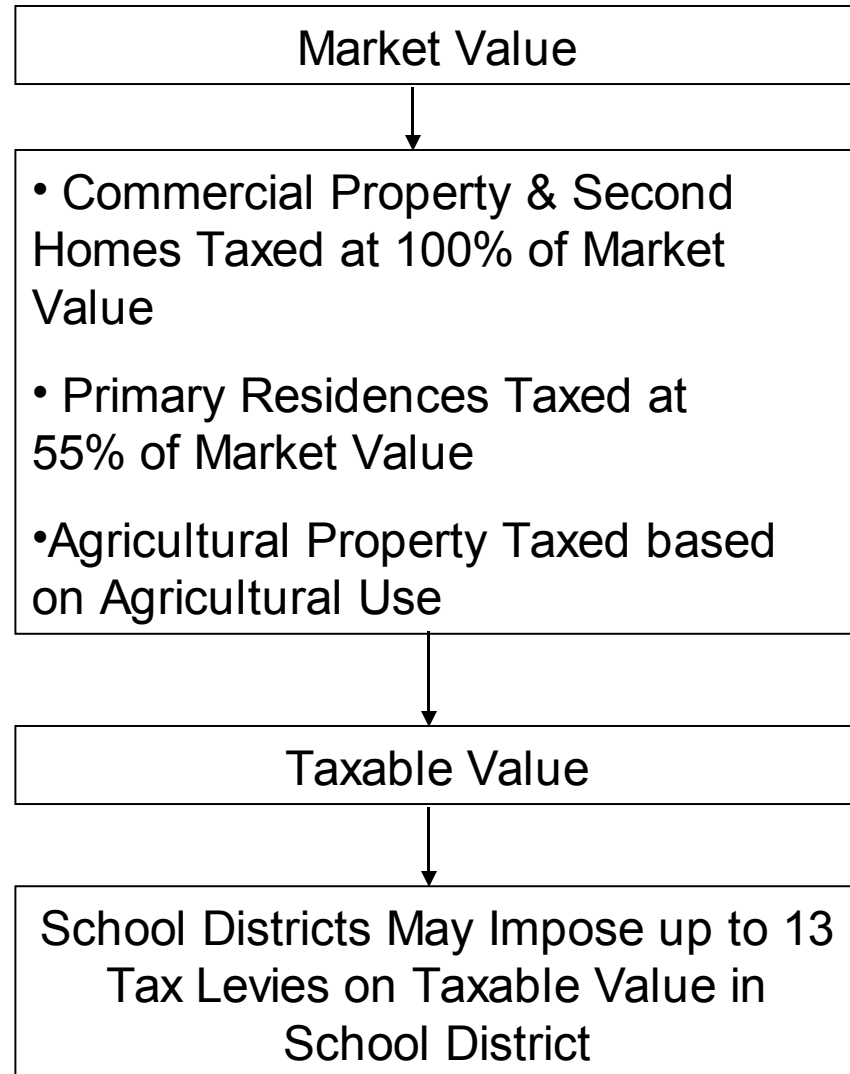 Market Value
• Commercial Property & Second
Homes Taxed at 100% of Market
Value
• Primary Residences Taxed at
55% of Market Value
•Agricultural Property Taxed based
on Agricultural Use
Taxable Value
School Districts May Impose up to 13
Tax Levies on Taxable Value in
School District